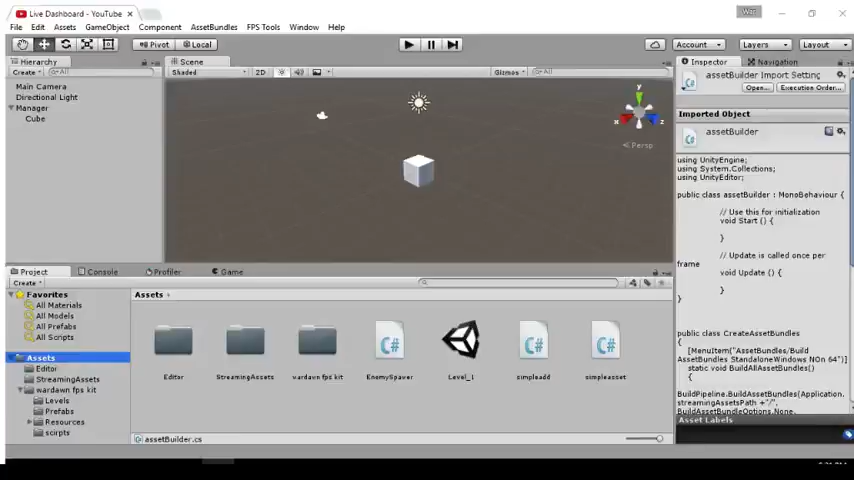 Live Dashboard - YouTube
War
File Edit Assets GameObject Component AssetBundles FPS Tools Window Help
Pivot Local Account Layers Layout
Hierarchy
Create All
Main Camera
Directional Light
Manager
Cube
Scene
Shaded 2D Gizmos All
Persp
y
x
z
Inspector Navigation
assetBuilder Import Setting
Open... Execution Order...
Imported Object
assetBuilder
using UnityEngine;
using System.Collections;
using UnityEditor;
public class assetBuilder : MonoBehaviour {
// Use this for initialization
void Start () {
}
// Update is called once per
frame
void Update () {
}
}
public class CreateAssetBundles
{
[MenuItem("AssetBundles/Build
AssetBundles StandaloneWindows NOn 64")]
static void BuildAllAssetBundles()
{
BuildPipeline.BuildAssetBundles(Application.
streamingAssetsPath +"/",
BuildAssetBundleOptions.None,
Asset Labels
Project Console Profiler Game
Create
Favorites
All Materials
All Models
All Prefabs
All Scripts
Assets
Editor
StreamingAssets
wardawn fps kit
Levels
Prefabs
Resources
scirpts
Assets
Editor StreamingAssets wardawn fps kit EnemySpaver Level_1 simpleadd simpleasset
assetBuilder.cs